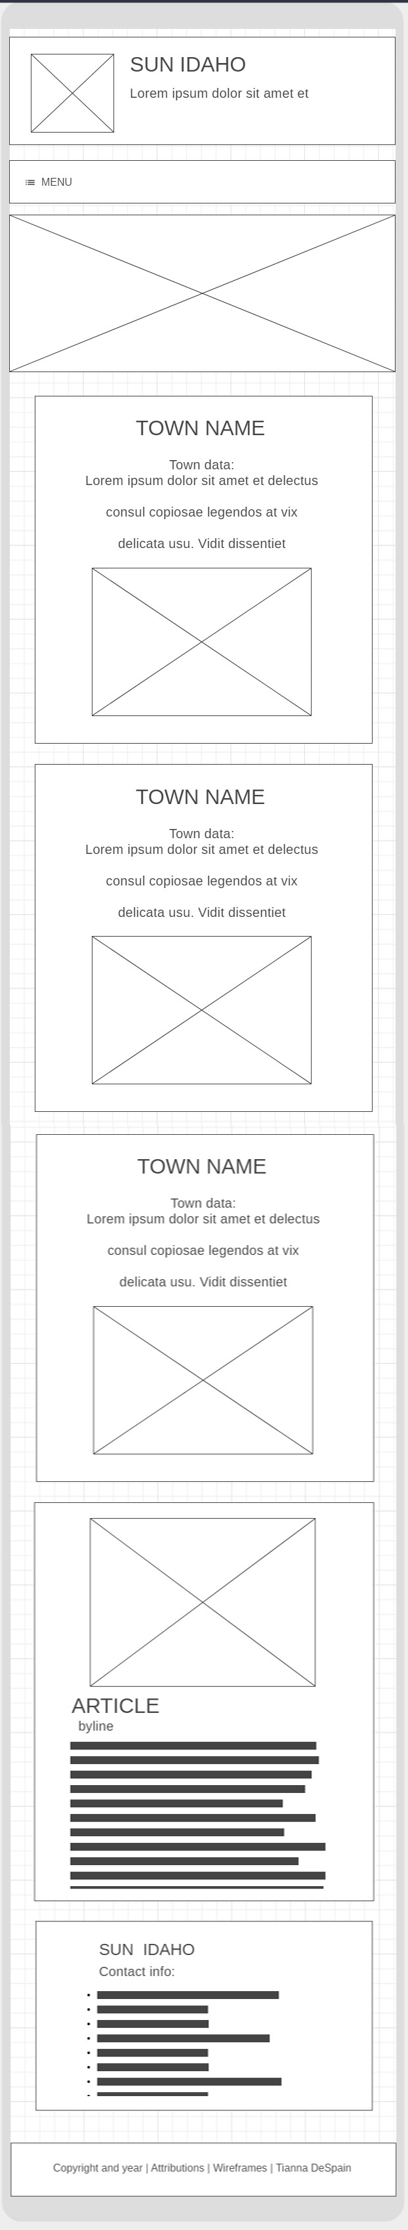 SUN IDAHO
Lorem ipsum dolor sit amet et
MENU
TOWN NAME
Town data:
Lorem ipsum dolor sit amet et delectus
consul copiosae legendos at vix
delicata usu. Vidit dissentiet
TOWN NAME
Town data:
Lorem ipsum dolor sit amet et delectus
consul copiosae legendos at vix
delicata usu. Vidit dissentiet
TOWN NAME
Town data:
Lorem ipsum dolor sit amet et delectus
consul copiosae legendos at vix
delicata usu. Vidit dissentiet
ARTICLE
byline
SUN IDAHO
Contact info:
Copyright and year | Attributions | Wireframes | Tianna DeSpain